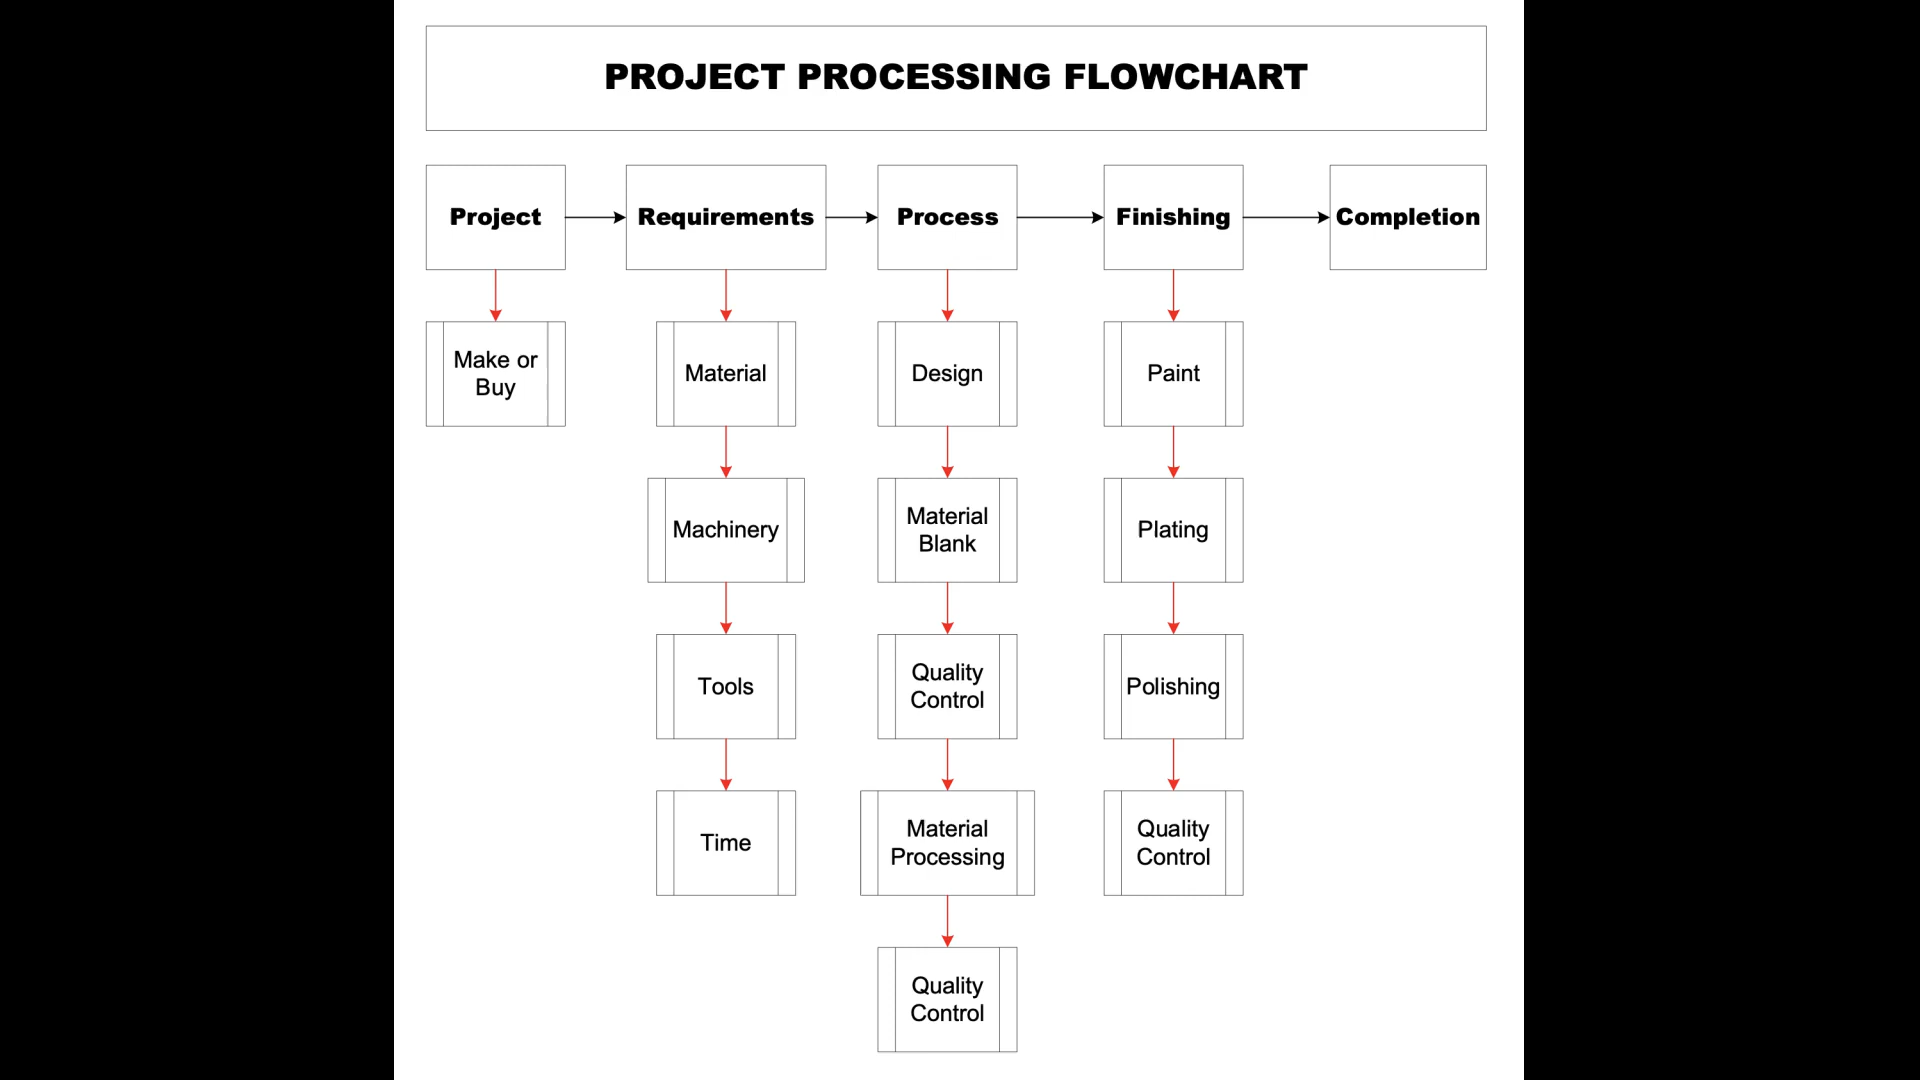 PROJECT PROCESSING FLOWCHART
Project
Requirements
Process
Finishing
Completion
Make or
Buy
Material
Machinery
Tools
Time
Design
Material
Blank
Quality
Control
Material
Processing
Quality
Control
Paint
Plating
Polishing
Quality
Control